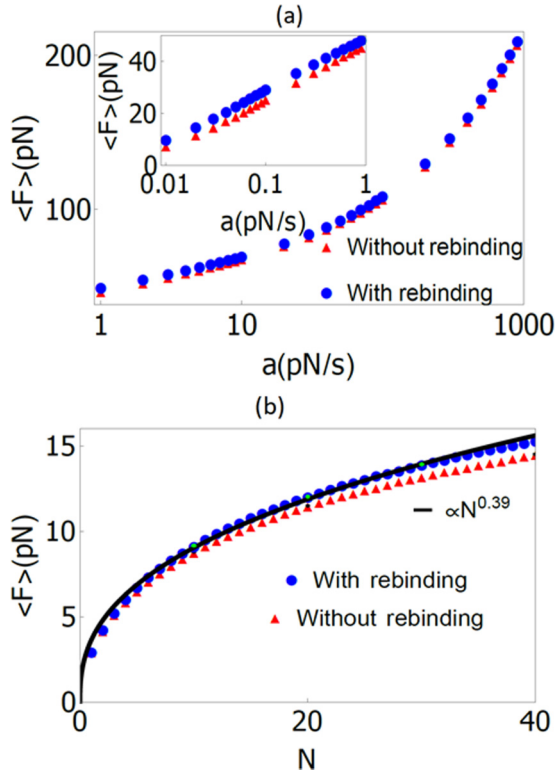 (a)
<F>(pN)
200
100
<F>(pN)
40
20
0
0.01
0.1
1
a(pN/s)
Without rebinding
With rebinding
1
10
1000
a(pN/s)
(b)
<F>(pN)
15
10
5
0
∝N^0.39
With rebinding
Without rebinding
0
20
40
N